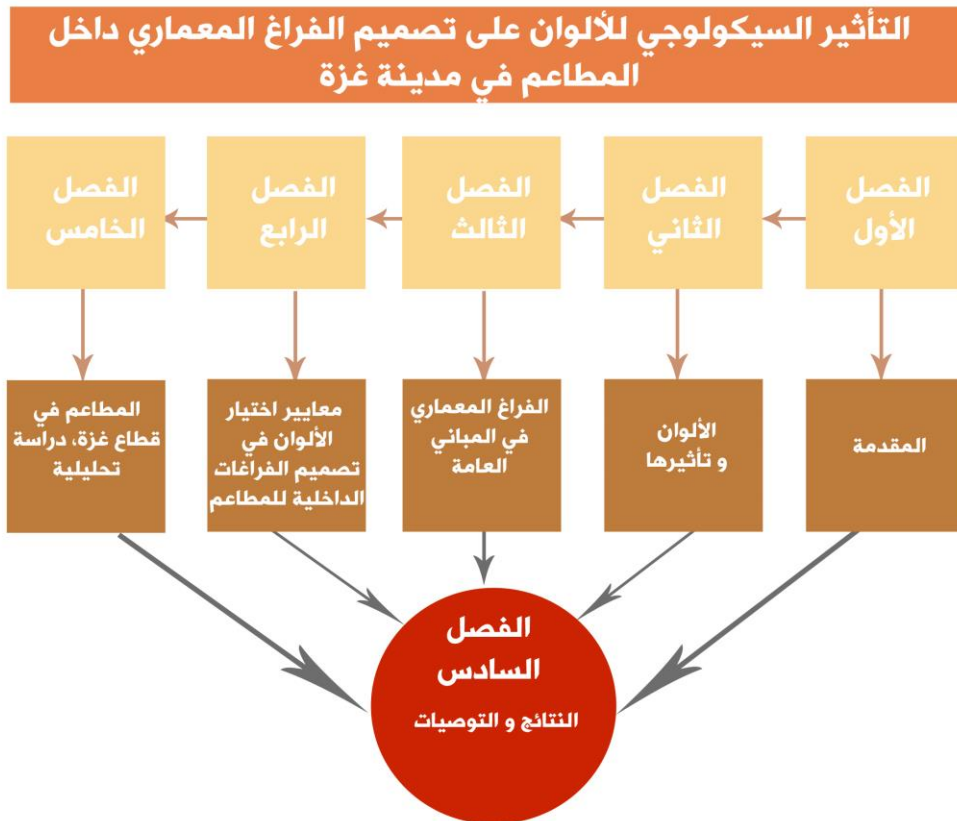 التأثير السيكولوجي للألوان على تصميم الفراغ المعماري داخل
المطاعم في مدينة غزة
الفصل
الأول
الفصل
الثاني
الفصل
الثالث
الفصل
الرابع
الفصل
الخامس
المقدمة
الألوان
و تأثيرها
الفراغ المعماري
في المباني
العامة
معايير اختيار
الألوان في
تصميم الفراغات
الداخلية للمطاعم
المطاعم في
قطاع غزة، دراسة
تحليلية
الفصل
السادس
النتائج و التوصيات